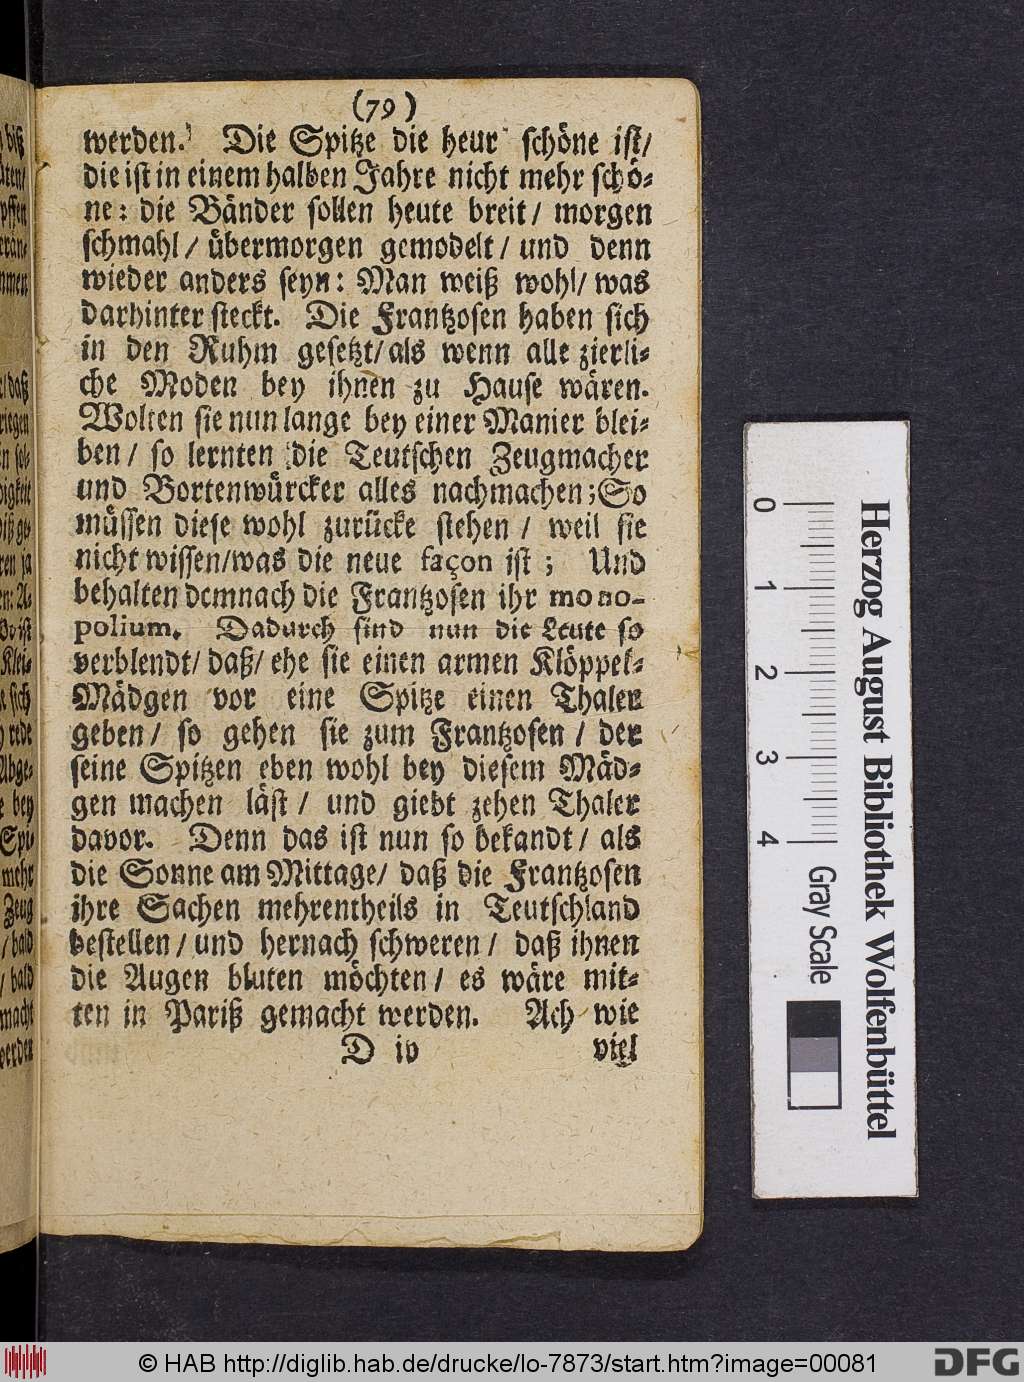 (79)
werden. Die Spitze die heur schöne ist/
die ist in einem halben Jahre nicht mehr schö-
ne: die Bänder sollen heute breit/ morgen
schmahl/ übermorgen gemodelt/ und denn
wieder anders seyn: Man weiß wohl/ was
darhinter steckt. Die Frantzosen haben sich
in den Ruhm gesetzt/ als wenn alle zierli-
che Moden bey ihnen zu Hause wären.
Wolten sie nun lange bey einer Manier blei-
ben/ so lernten die Teutschen Zeugmacher
und Bortenwürcker alles nachmachen; So
müssen diese wohl zurücke stehen/ weil sie
nicht wissen/ was die neue façon ist; Und
behalten demnach die Frantzosen ihr mono-
polium. Dadurch sind nun die Leute so
verblendt/ daß/ ehe sie einen armen Klöppel-
Mädgen vor eine Spitze einen Thaler
geben/ so gehen sie zum Frantzosen/ der
seine Spitzen eben wohl bey diesem Mäd-
gen machen läst/ und giebt zehen Thaler
davor. Denn das ist nun so bekandt/ als
die Sonne am Mittage/ daß die Frantzosen
ihre Sachen mehrentheils in Teutschland
bestellen/ und hernach schweren/ daß ihnen
die Augen bluten möchten/ es wäre mit-
ten in Pariß gemacht werden. Ach wie
D iv viel
0 1 2 3 4
Gray Scale
Herzog August Bibliothek Wolfenbüttel
© HAB http://diglib.hab.de/drucke/lo-7873/start.htm?image=00081
DFG